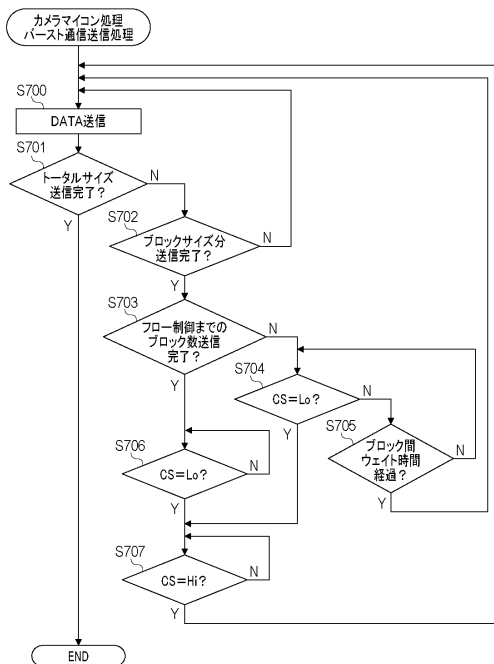 カメラマイコン処理
バースト通信送信処理
S700
DATA送信
S701
トータルサイズ
送信完了?
N
Y
S702
ブロックサイズ分
送信完了?
N
Y
S703
フロー制御までの
ブロック数送信
完了?
N
Y
S704
CS=Lo?
N
Y
S705
ブロック間
ウェイト時間
経過?
N
Y
S706
CS=Lo?
N
Y
S707
CS=Hi?
N
Y
END